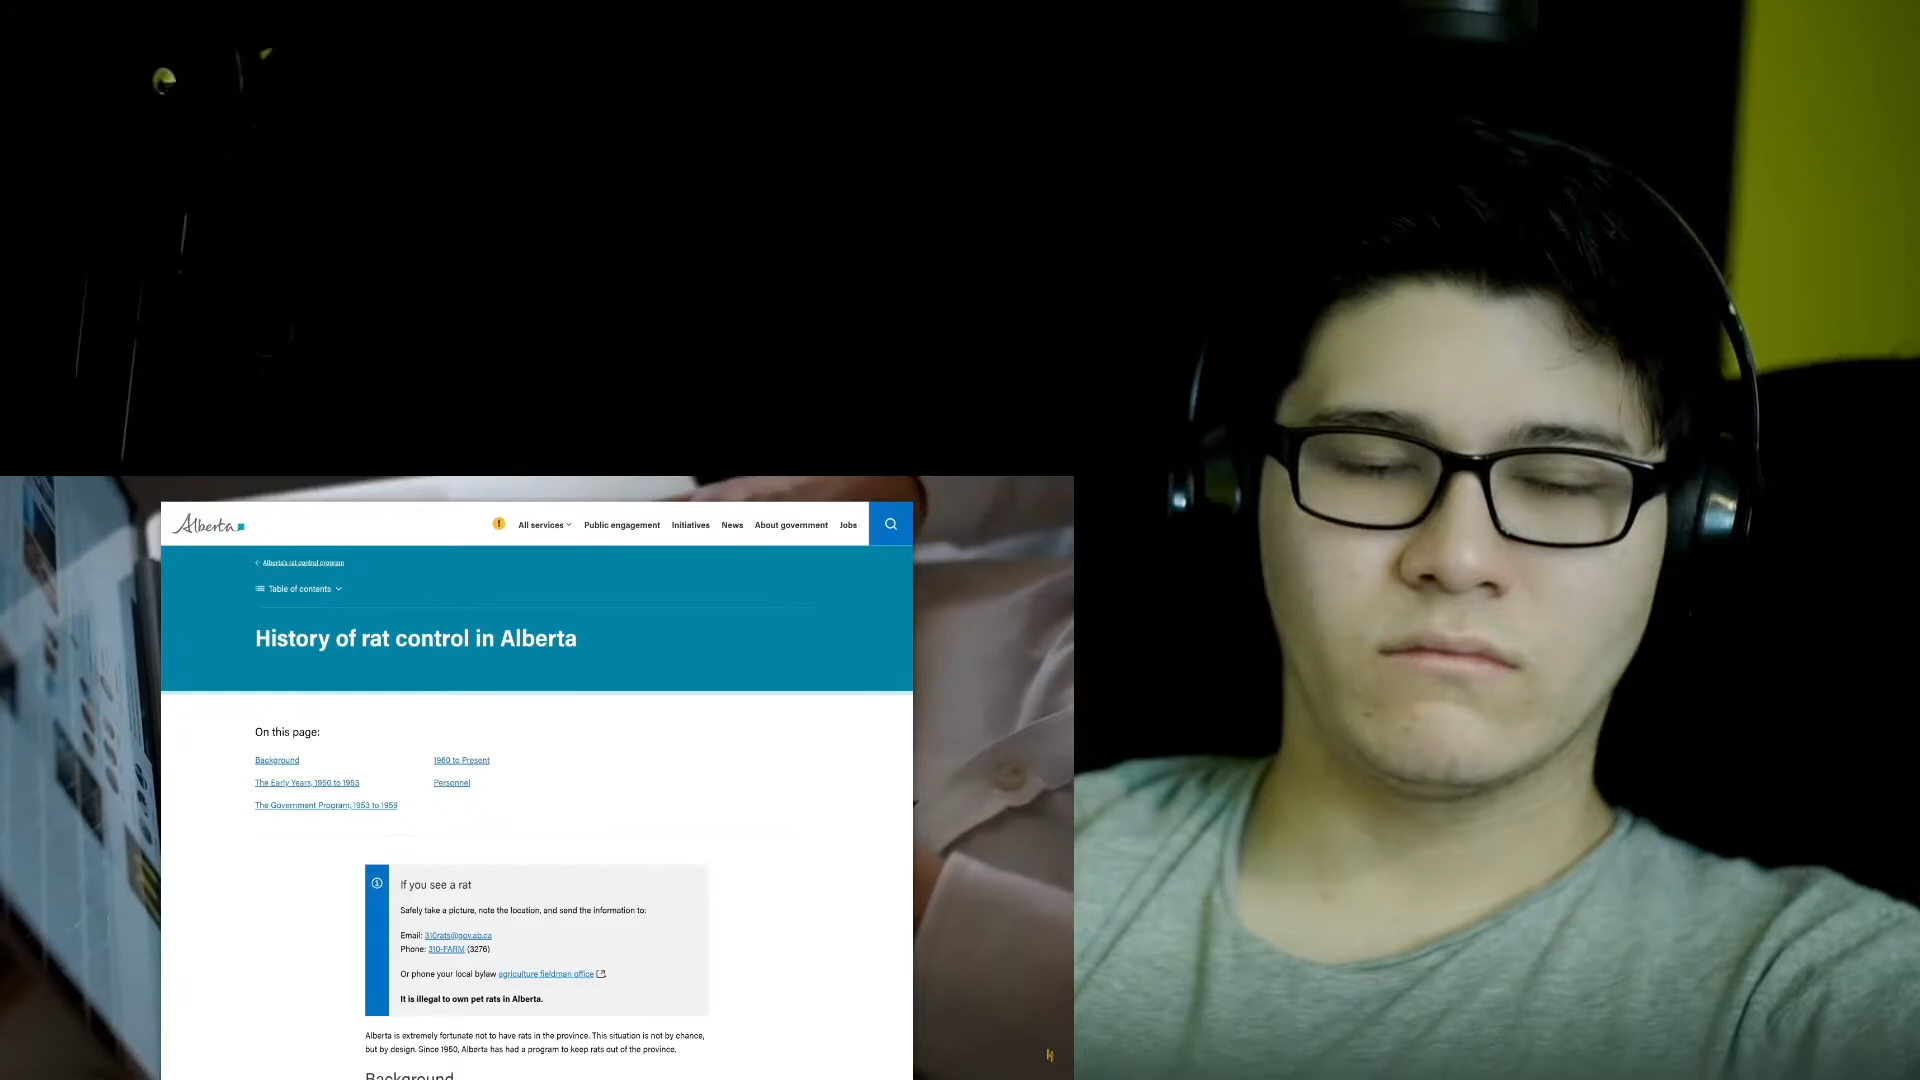 Alberta
! All services Public engagement Initiatives News About government Jobs
Alberta's rat control program
Table of contents
History of rat control in Alberta
On this page:
Background
1960 to Present
The Early Years, 1950 to 1953
Personnel
The Government Program, 1953 to 1959
If you see a rat
Safely take a picture, note the location, and send the information to:
Email: 310rats@gov.ab.ca
Phone: 310-FARM (3276)
Or phone your local bylaw agriculture fieldman office
It is illegal to own pet rats in Alberta.
Alberta is extremely fortunate not to have rats in the province. This situation is not by chance,
but by design. Since 1950, Alberta has had a program to keep rats out of the province.
Background